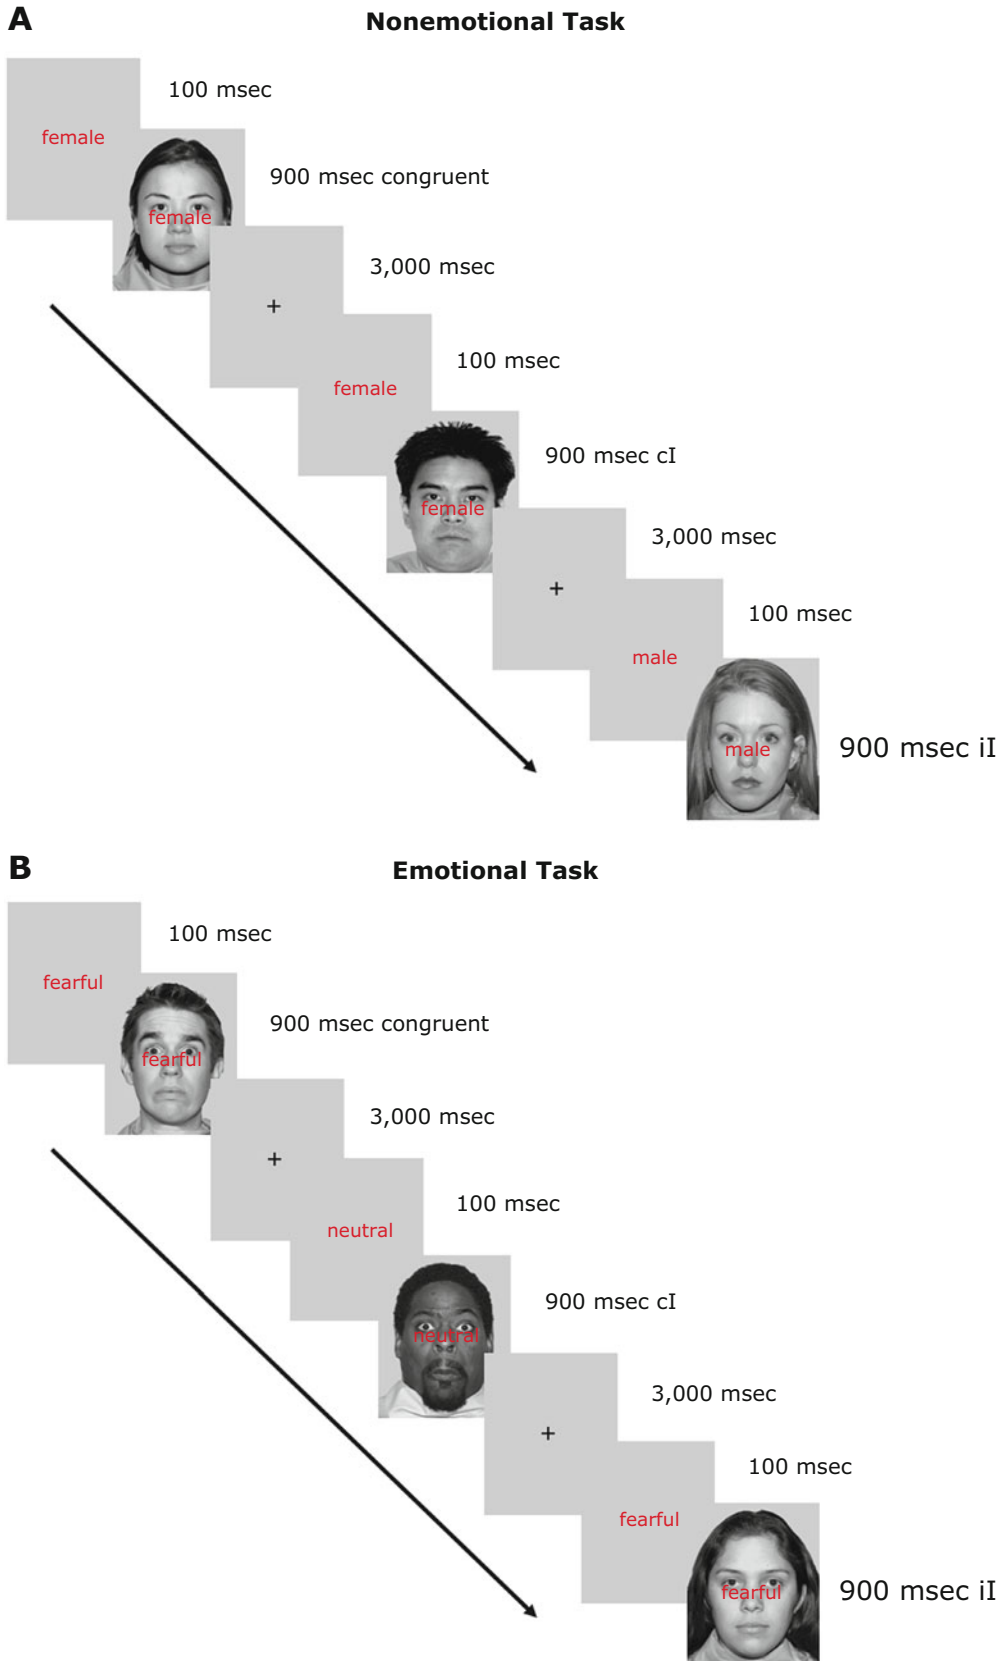 A
Nonemotional Task
female
100 msec
female
900 msec congruent
+
3,000 msec
female
100 msec
female
900 msec cI
+
3,000 msec
male
100 msec
male
900 msec iI
B
Emotional Task
fearful
100 msec
fearful
900 msec congruent
+
3,000 msec
neutral
100 msec
neutral
900 msec cI
+
3,000 msec
fearful
100 msec
fearful
900 msec iI